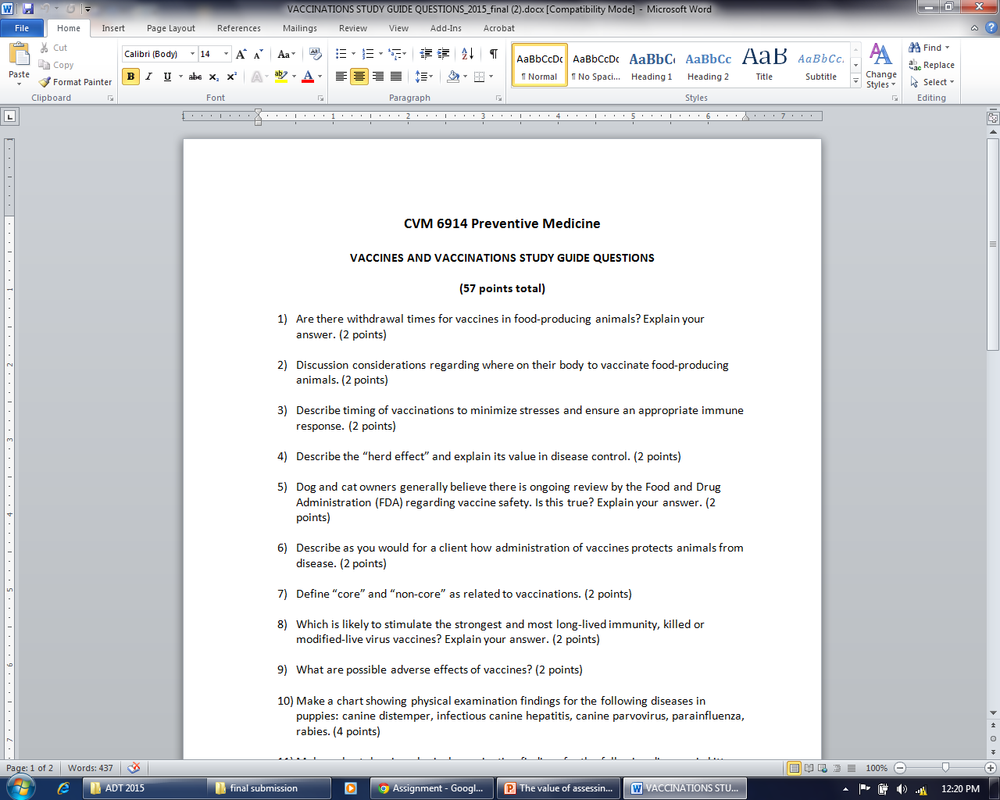 VACCINATIONS STUDY GUIDE QUESTIONS_2015_final (2).docx [Compatibility Mode] - Microsoft Word
File Home Insert Page Layout References Mailings Review View Add-Ins Acrobat
Paste
Cut
Copy
Format Painter
Clipboard
Calibri (Body) 14
Font
Paragraph
AaBbCcDc AaBbCcDc AaBbCc AaBbCc AaB AaBbCc.
¶ Normal ¶ No Spaci... Heading 1 Heading 2 Title Subtitle
Styles
Change Styles
Find
Replace
Select
Editing
1 1 2 3 4 5 6 7
CVM 6914 Preventive Medicine
VACCINES AND VACCINATIONS STUDY GUIDE QUESTIONS
(57 points total)
1) Are there withdrawal times for vaccines in food-producing animals? Explain your
answer. (2 points)
2) Discussion considerations regarding where on their body to vaccinate food-producing
animals. (2 points)
3) Describe timing of vaccinations to minimize stresses and ensure an appropriate immune
response. (2 points)
4) Describe the “herd effect” and explain its value in disease control. (2 points)
5) Dog and cat owners generally believe there is ongoing review by the Food and Drug
Administration (FDA) regarding vaccine safety. Is this true? Explain your answer. (2
points)
6) Describe as you would for a client how administration of vaccines protects animals from
disease. (2 points)
7) Define “core” and “non-core” as related to vaccinations. (2 points)
8) Which is likely to stimulate the strongest and most long-lived immunity, killed or
modified-live virus vaccines? Explain your answer. (2 points)
9) What are possible adverse effects of vaccines? (2 points)
10) Make a chart showing physical examination findings for the following diseases in
puppies: canine distemper, infectious canine hepatitis, canine parvovirus, parainfluenza,
rabies. (4 points)
Page: 1 of 2 Words: 437 100%
ADT 2015 final submission Assignment - Googl... The value of assessin... VACCINATIONS STU... 12:20 PM